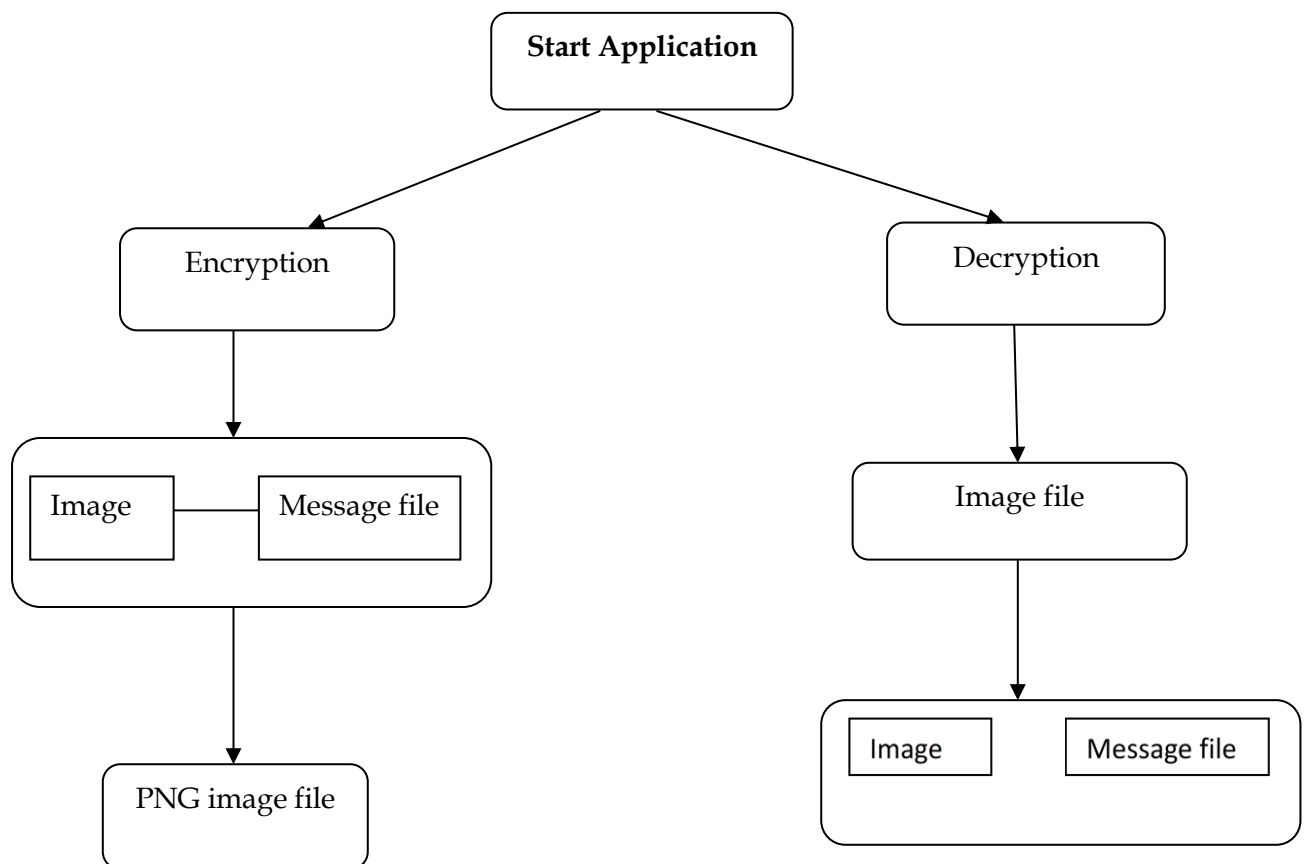 Start Application
Encryption
Decryption
Image
Message file
Image file
PNG image file
Image
Message file